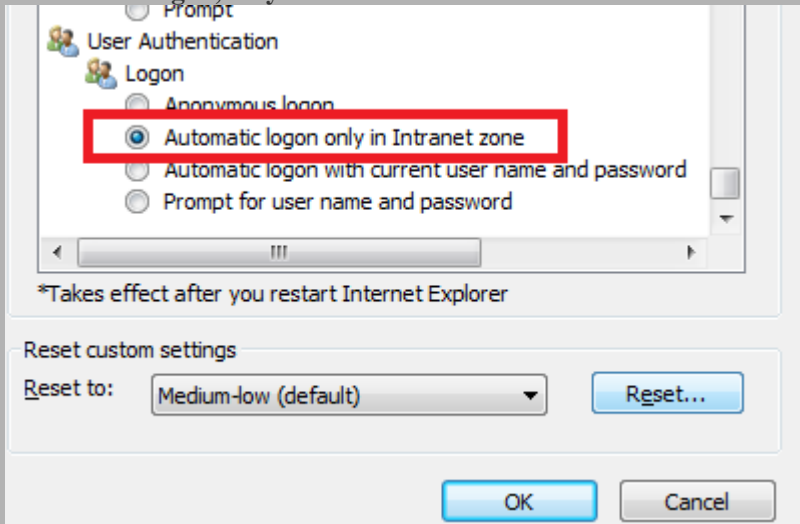 Prompt
User Authentication
Logon
Anonymous logon
Automatic logon only in Intranet zone
Automatic logon with current user name and password
Prompt for user name and password
*Takes effect after you restart Internet Explorer
Reset custom settings
Reset to: Medium-low (default) Reset...
OK Cancel